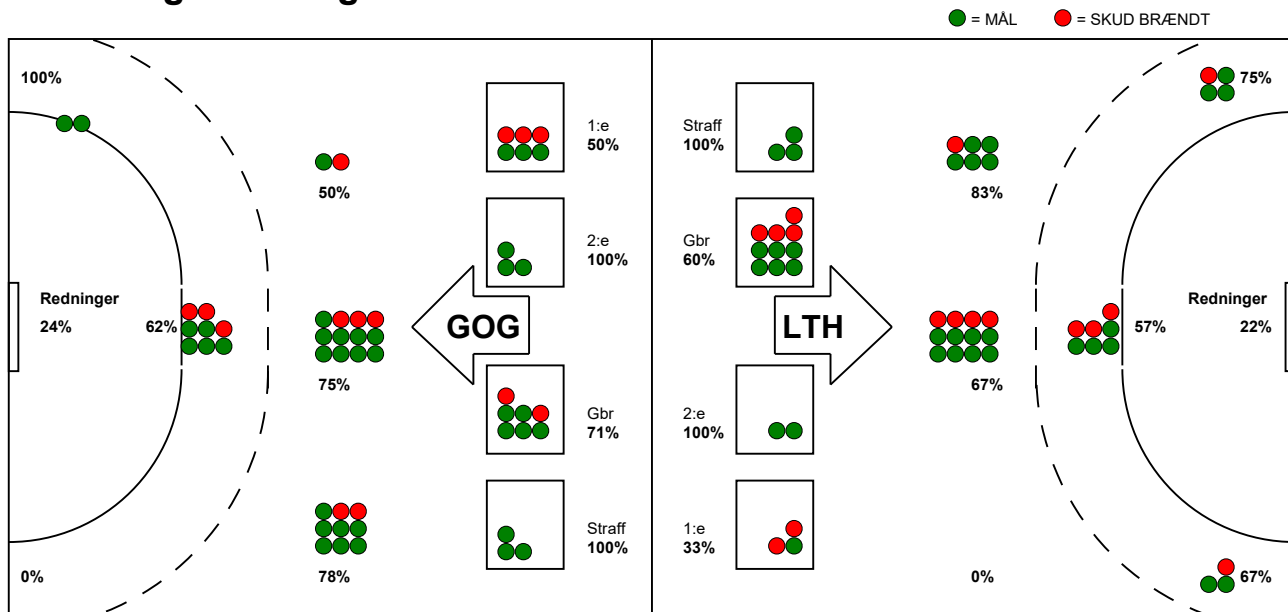 = MÅL = SKUD BRÆNDT
100%
50%
Redninger
24%
62%
75%
78%
0%
1:e
50%
2:e
100%
GOG
Gbr
71%
Straff
100%
Straff
100%
Gbr
60%
LTH
2:e
100%
1:e
33%
75%
83%
57%
Redninger
22%
67%
0%
67%